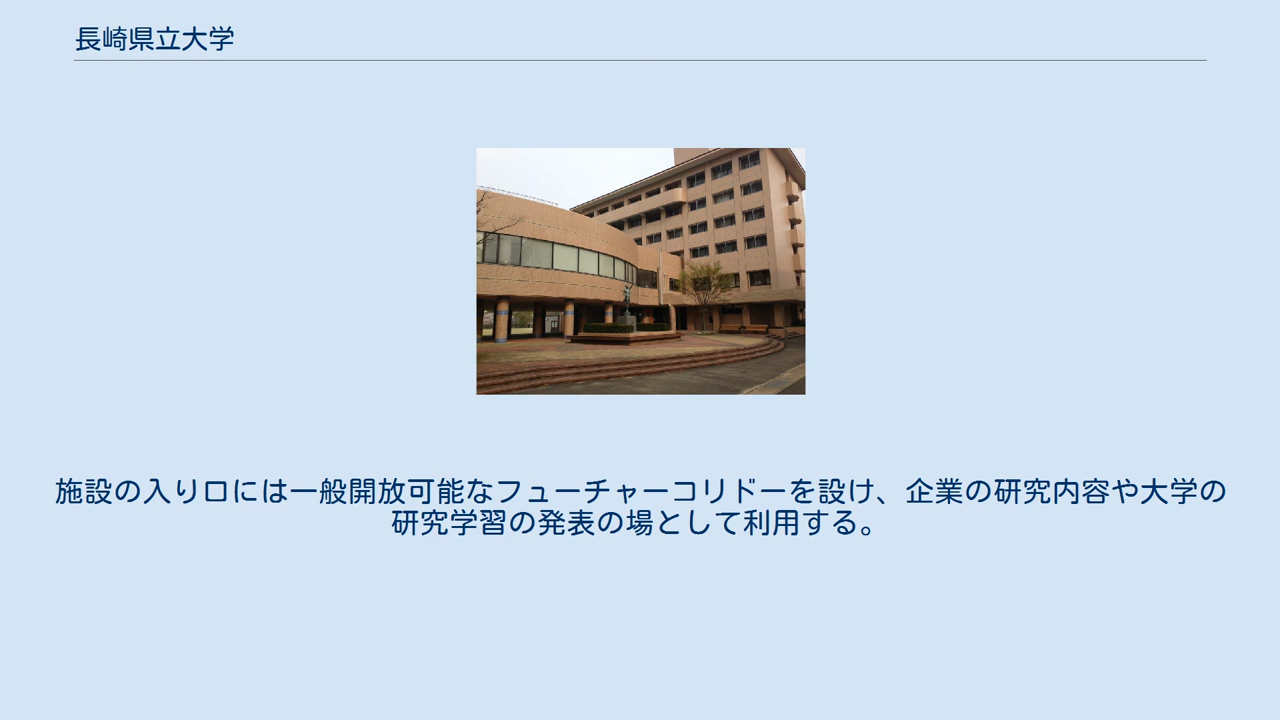 長崎県立大学
施設の入り口には一般開放可能なフューチャーコリドーを設け、企業の研究内容や大学の
研究学習の発表の場として利用する。